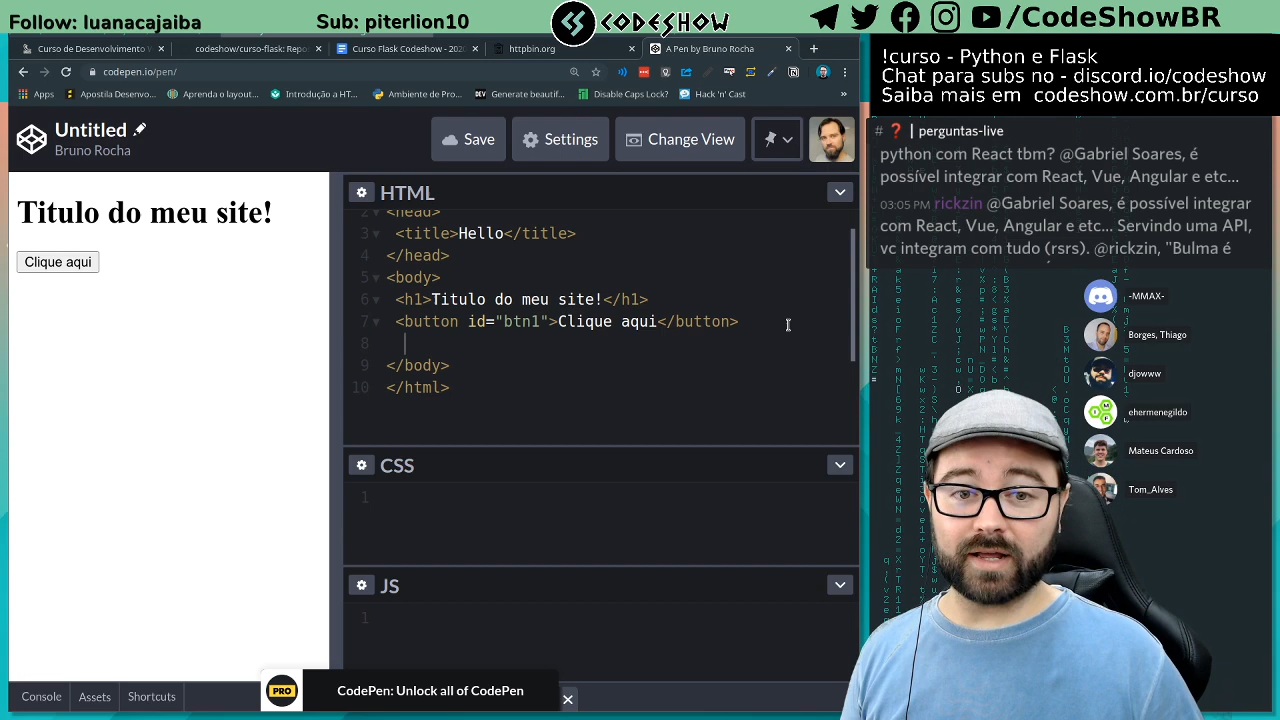 Follow: luanacajaiba
Sub: piterlion10
CODESHOW
/CodeShowBR
Curso de Desenvolvimento W
codeshow/curso-flask: Repo
Curso Flask Codeshow - 202
httpbin.org
A Pen by Bruno Rocha
codepen.io/pen/
Apps
Apostila Desenvo...
Aprenda o layout...
Introdução a HT...
Ambiente de Pro...
DEV
Generate beautif...
Disable Caps Lock?
Hack 'n' Cast
!curso - Python e Flask
Chat para subs no - discord.io/codeshow
Saiba mais em codeshow.com.br/curso
Untitled
Bruno Rocha
Save
Settings
Change View
# ❓ | perguntas-live
python com React tbm? @Gabriel Soares, é
possível integrar com React, Vue, Angular e etc...
03:05 PM rickzin @Gabriel Soares, é possível integrar
com React, Vue, Angular e etc... Servindo uma API,
vc integram com tudo (rsrs). @rickzin, "Bulma é
Titulo do meu site!
Clique aqui
HTML
2 <head>
3 <title>Hello</title>
4 </head>
5 <body>
6 <h1>Titulo do meu site!</h1>
7 <button id="btn1">Clique aqui</button>
8
9 </body>
10 </html>
CSS
1
JS
1
-MMAX-
Borges, Thiago
djowww
ehermenegildo
Mateus Cardoso
Tom_Alves
Console
Assets
Shortcuts
PRO
CodePen: Unlock all of CodePen